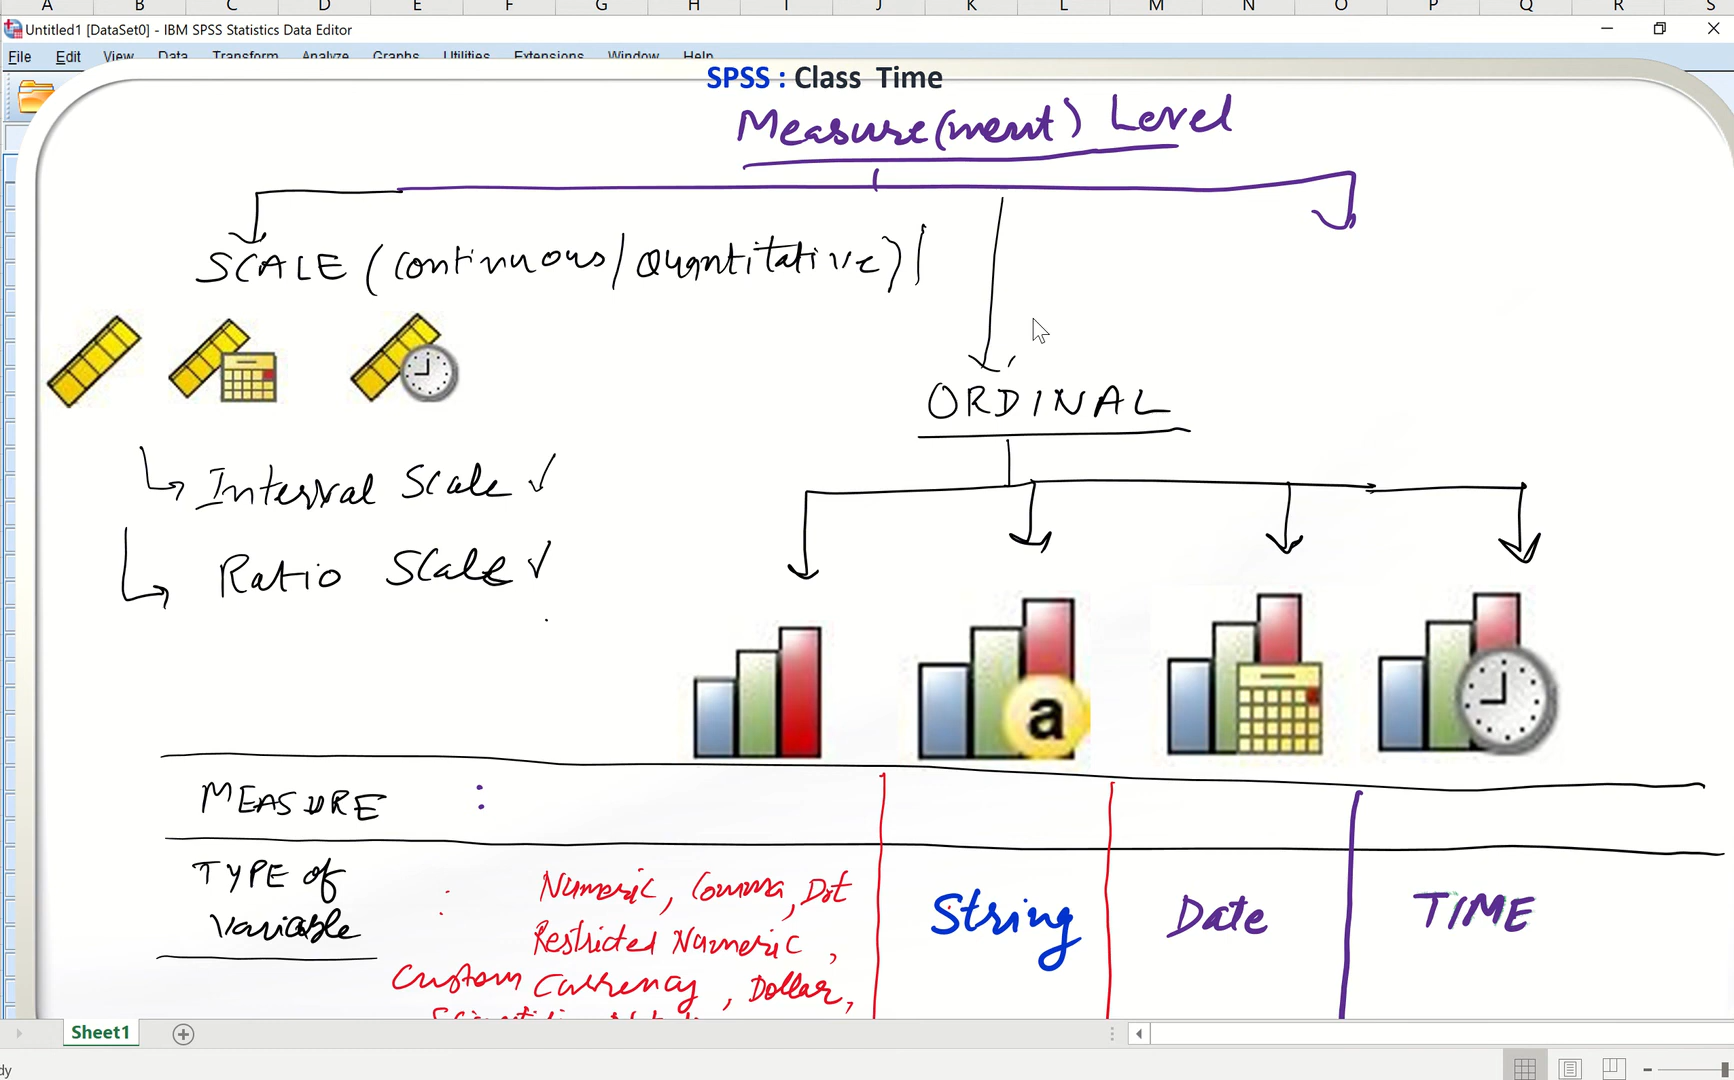 A B C D E F G H I J K L M N O P Q R S
Untitled1 [DataSet0] - IBM SPSS Statistics Data Editor
File Edit View Data Transform Analyze Graphs Utilities Extensions Window Help
SPSS : Class Time
Measure(ment) Level
SCALE (Continuous/Quantitative)
ORDINAL
Interval Scale ✓
Ratio Scale ✓
a
MEASURE :
TYPE of Variable :
Numeric, Comma, Dot
Restricted Numeric,
Custom Currency, Dollar,
String
Date
TIME
Sheet1
dy